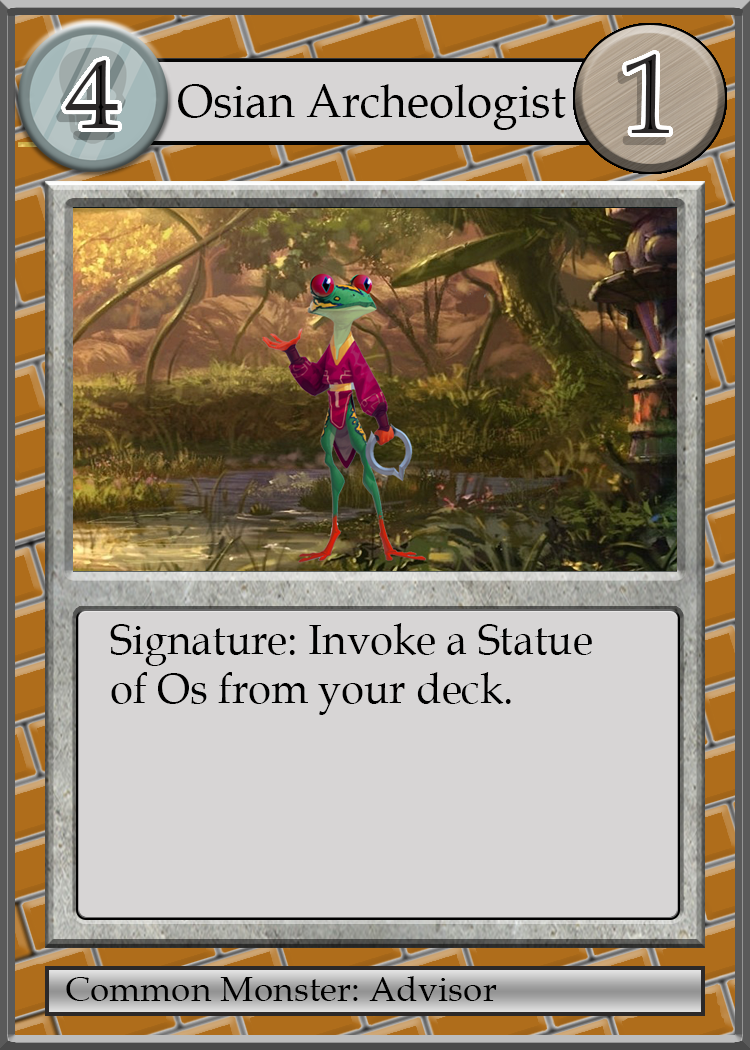 4 Osian Archeologist 1
Signature: Invoke a Statue
of Os from your deck.
Common Monster: Advisor